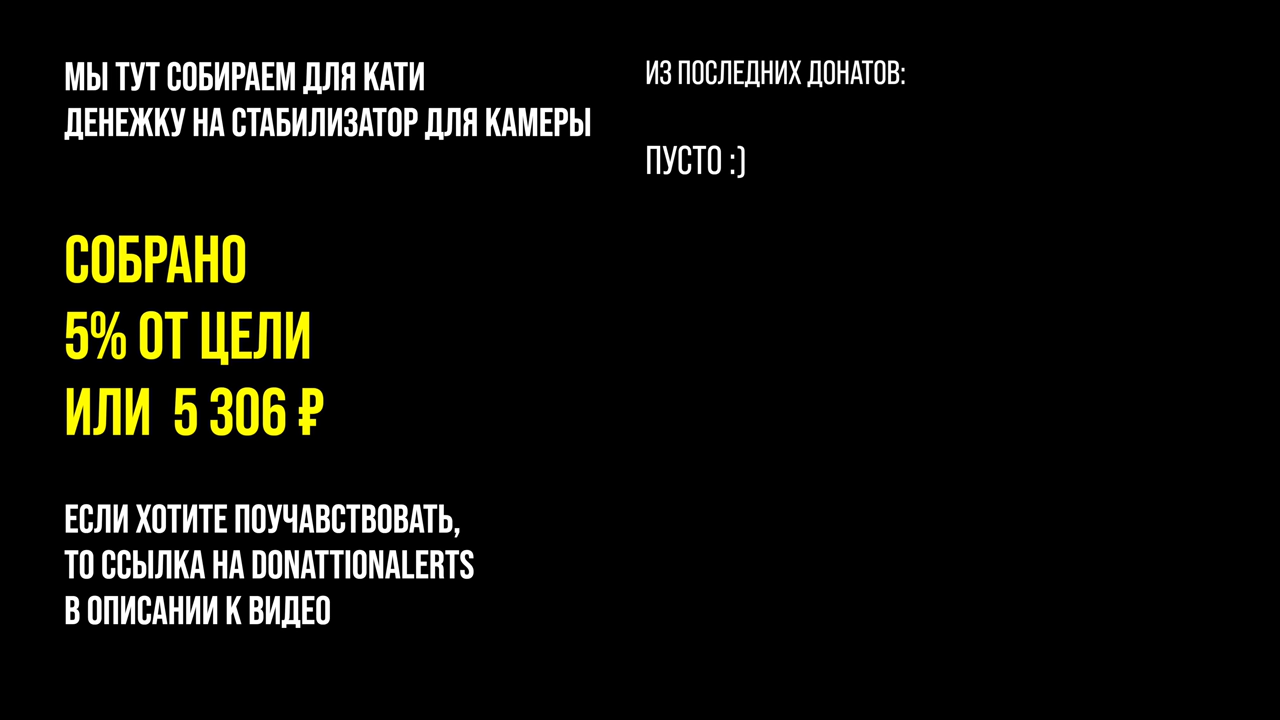 МЫ ТУТ СОБИРАЕМ ДЛЯ КАТИ
ДЕНЕЖКУ НА СТАБИЛИЗАТОР ДЛЯ КАМЕРЫ
СОБРАНО
5% ОТ ЦЕЛИ
ИЛИ 5 306 ₽
ЕСЛИ ХОТИТЕ ПОУЧАВСТВОВАТЬ,
ТО ССЫЛКА НА DONATTIONALERTS
В ОПИСАНИИ К ВИДЕО
ИЗ ПОСЛЕДНИХ ДОНАТОВ:
ПУСТО :)